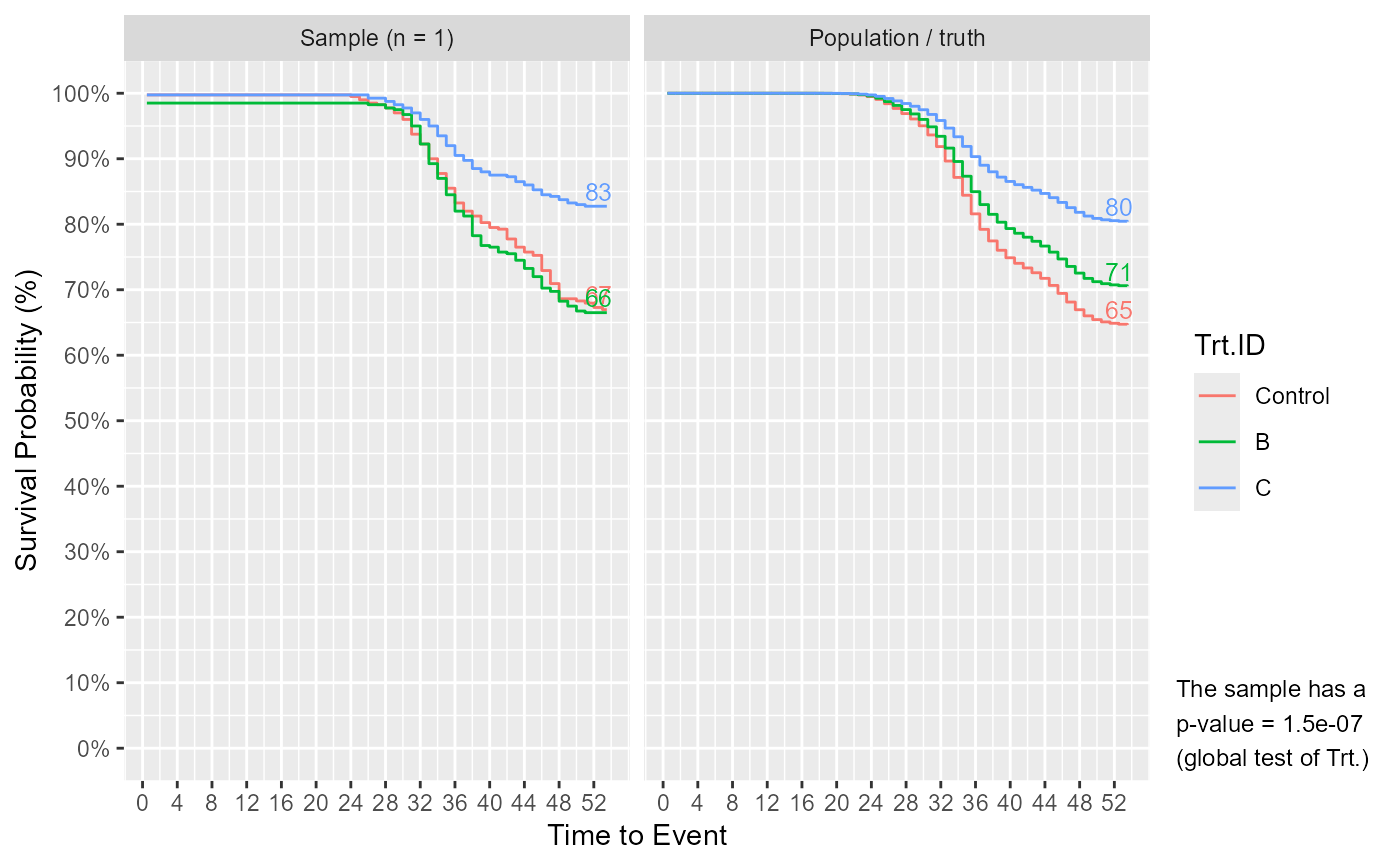 Sample (n = 1)
Population / truth
Survival Probability (%)
100%
90%
80%
70%
60%
50%
40%
30%
20%
10%
0%
83
67
66
80
71
65
0 4 8 12 16 20 24 28 32 36 40 44 48 52
0 4 8 12 16 20 24 28 32 36 40 44 48 52
Time to Event
Trt.ID
Control
B
C
The sample has a
p-value = 1.5e-07
(global test of Trt.)